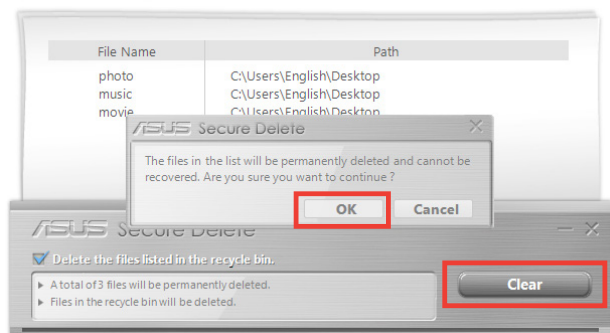 File Name Path
photo C:\Users\English\Desktop
music C:\Users\English\Desktop
movie C:\Users\English\Desktop
ASUS Secure Delete
The files in the list will be permanently deleted and cannot be
recovered. Are you sure you want to continue ?
OK Cancel
ASUS Secure Delete
Delete the files listed in the recycle bin.
A total of 3 files will be permanently deleted.
Files in the recycle bin will be deleted.
Clear